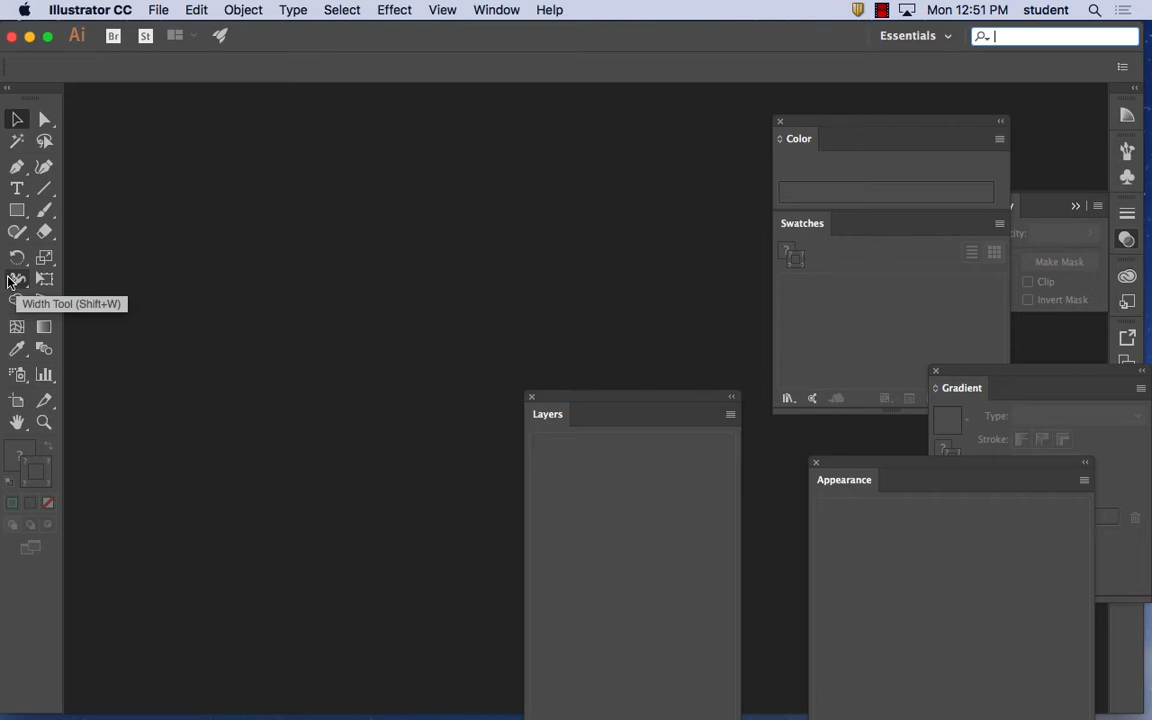 Illustrator CC File Edit Object Type Select Effect View Window Help Mon 12:51 PM student
Ai Br St Essentials
Color
Swatches
Make Mask
Clip
Invert Mask
T
Width Tool (Shift+W)
Gradient
Type:
Stroke:
Layers
Appearance
?